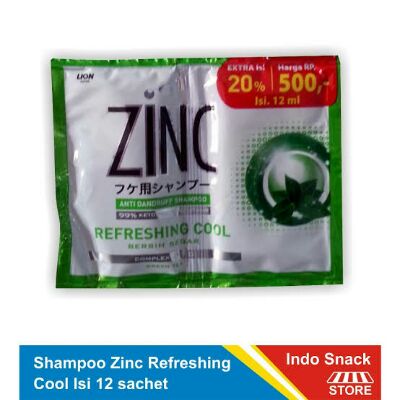 LION
EXTRA Isi
20%
Harga RP.
500,-
Isi. 12 ml
ZINC
フケ用シャンプー
ANTI DANDRUFF SHAMPOO
REFRESHING COOL
BERSIH SEGAR
Shampoo Zinc Refreshing
Cool Isi 12 sachet
Indo Snack
STORE